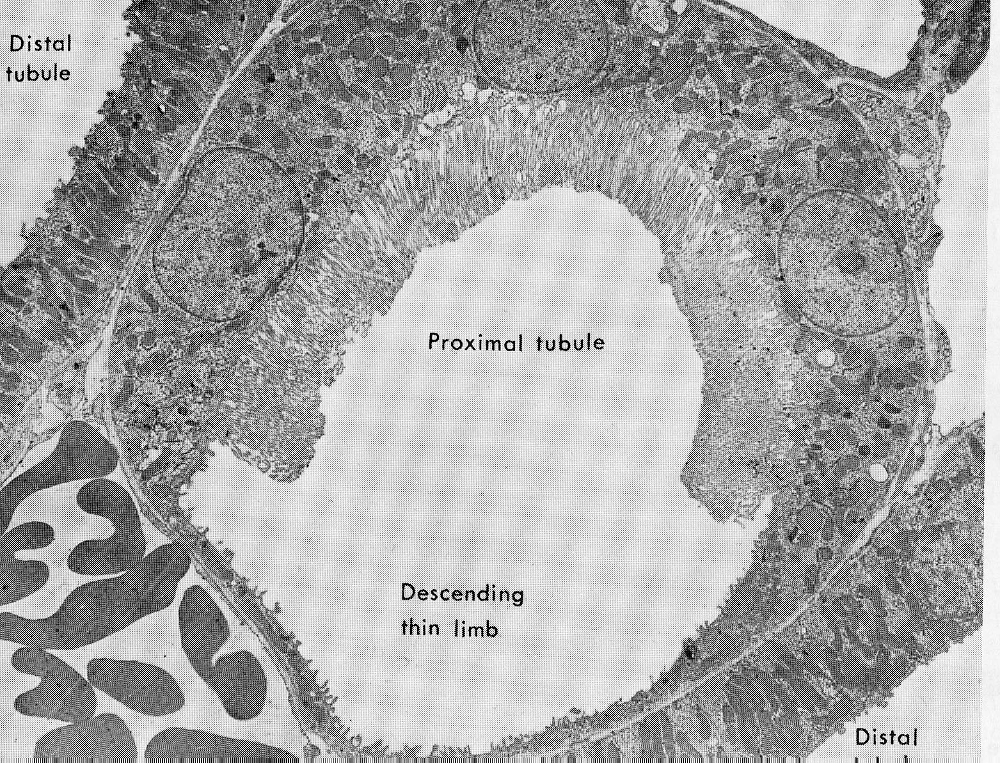 Distal
tubule
Proximal tubule
Descending
thin limb
Distal